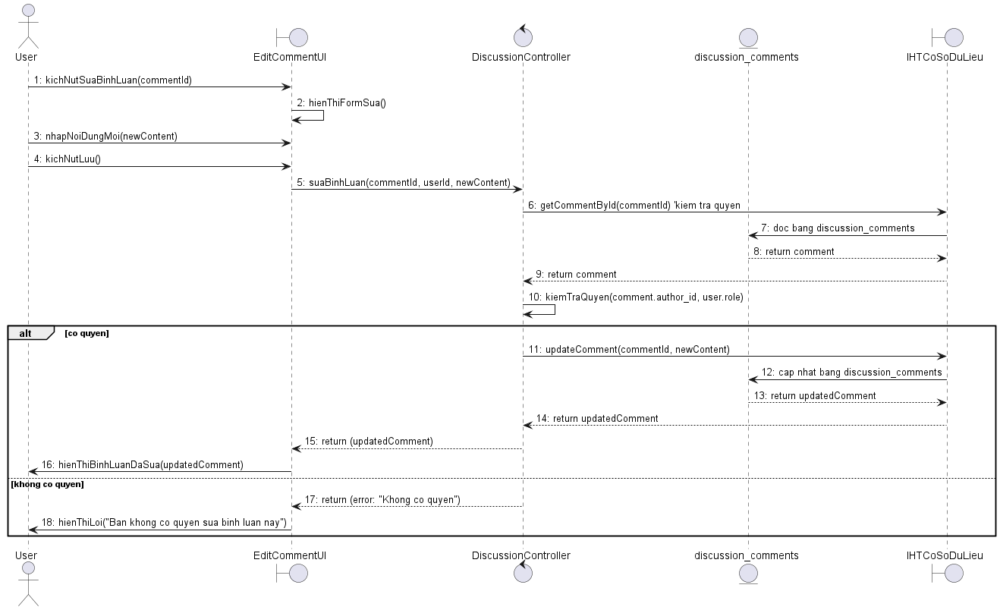 User
EditCommentUI
DiscussionController
discussion_comments
IHTCoSoDuLieu
1: kichNutSuaBinhLuan(commentId)
2: hienThiFormSua()
3: nhapNoiDungMoi(newContent)
4: kichNutLuu()
5: suaBinhLuan(commentId, userId, newContent)
6: getCommentById(commentId) 'kiem tra quyen
7: doc bang discussion_comments
8: return comment
9: return comment
10: kiemTraQuyen(comment.author_id, user.role)
alt [co quyen]
11: updateComment(commentId, newContent)
12: cap nhat bang discussion_comments
13: return updatedComment
14: return updatedComment
15: return (updatedComment)
16: hienThiBinhLuanDaSua(updatedComment)
[khong co quyen]
17: return (error: "Khong co quyen")
18: hienThiLoi("Ban khong co quyen sua binh luan nay")
User
EditCommentUI
DiscussionController
discussion_comments
IHTCoSoDuLieu